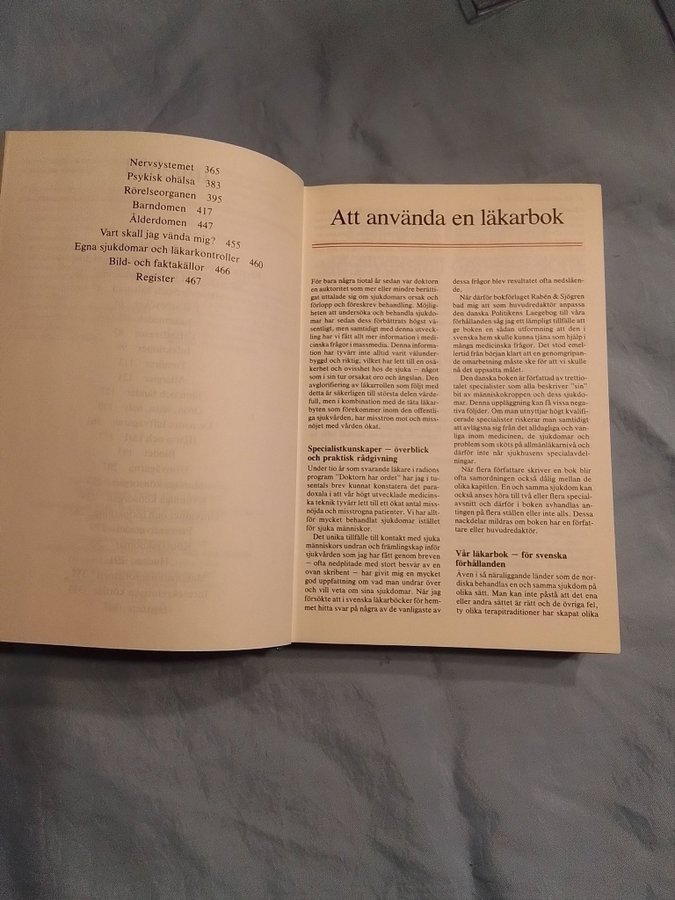 Nervsystemet 365
Psykisk ohälsa 383
Rörelseorganen 395
Barndomen 417
Ålderdomen 447
Vart skall jag vända mig? 455
Egna sjukdomar och läkarkontroller 460
Bild- och faktakällor 466
Register 467
Att använda en läkarbok
För bara några tiotal år sedan var doktorn
en auktoritet som mer eller mindre berätti-
gat uttalade sig om sjukdomars orsak och
förlopp och föreskrev behandling. Möjlig-
heten att undersöka och behandla sjukdo-
mar har sedan dess förbättrats högst vä-
sentligt, men samtidigt med denna utveck-
ling har vi fått allt mer information i medi-
cinska frågor i massmedia. Denna informa-
tion har tyvärr inte alltid varit välunder-
byggd och riktig, vilket har lett till en osä-
kerhet och ovisshet hos de sjuka – något
som i sin tur orsakat oro och ängslan. Den
avglorifiering av läkarrollen som följt med
detta är säkerligen till största delen värde-
full, men i kombination med de täta läkar-
byten som förekommer inom den offentli-
ga sjukvården, har misstron mot och miss-
nöjet med vården ökat.
Specialistkunskaper – överblick
och praktisk rådgivning
Under tio år som svarande läkare i radions
program "Doktorn har ordet" har jag i tu-
sentals brev kunnat konstatera det para-
doxala i att vår högt utvecklade medicins-
ka teknik tyvärr lett till ett ökat antal miss-
nöjda och misstrogna patienter. Vi har allt-
för mycket behandlat sjukdomar istället
för sjuka människor.
Det unika tillfälle till kontakt med sjuka
människors undran och främlingskap inför
sjukvården som jag har fått genom breven
– ofta nedplitade med stort besvär av en
ovan skribent – har givit mig en mycket
god uppfattning om vad man undrar över
och vill veta om sina sjukdomar. När jag
försökte att i svenska läkarböcker för hem-
met hitta svar på några av de vanligaste av
dessa frågor blev resultatet ofta nedslåen-
de.
När därför bokförlaget Rabén & Sjögren
bad mig att som huvudredaktör anpassa
den danska Politikens Laegebog till våra
förhållanden såg jag ett lämpligt tillfälle att
ge boken en sådan utformning att den i
svenska hem skulle kunna tjäna som hjälp i
många medicinska frågor. Det stod emel-
lertid från början klart att en genomgripan-
de omarbetning måste ske för att vi skulle
nå det uppsatta målet.
Den danska boken är författad av trettio-
talet specialister som alla beskriver "sin"
bit av människokroppen och dess sjukdo-
mar. Denna uppläggning kan få vissa nega-
tiva följder. Om man utnyttjar högt kvalifi-
cerade specialister riskerar man samtidigt
att avlägsna sig från det alldagliga och van-
liga inom medicinen, de sjukdomar och
problem som sköts på allmänläkarnivå och
därför inte når sjukhusens specialavdel-
ningar.
När flera författare skriver en bok blir
ofta samordningen också dålig mellan de
olika kapitlen. En och samma sjukdom kan
också anses höra till två eller flera special-
avsnitt och därför i boken avhandlas an-
tingen på flera ställen eller inte alls. Dessa
nackdelar mildras om boken har en förfat-
tare eller huvudredaktör.
Vår läkarbok – för svenska
förhållanden
Även i så näraliggande länder som de nor-
diska behandlas en och samma sjukdom på
olika sätt. Man kan inte påstå att det ena
eller andra sättet är rätt och de övriga fel,
ty olika terapitraditioner har skapat olika